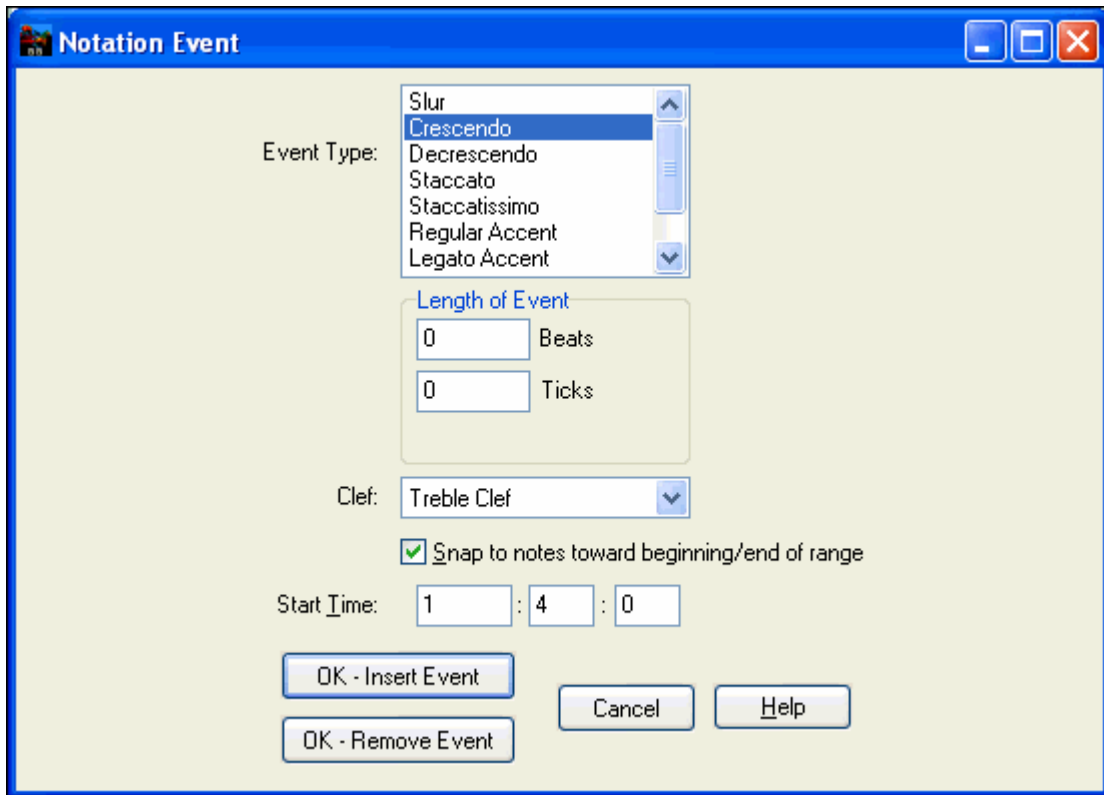 Notation Event
Slur
Crescendo
Event Type:
Decrescendo
Staccato
Staccatissimo
Regular Accent
Legato Accent
Length of Event
0 Beats
0 Ticks
Clef: Treble Clef
Snap to notes toward beginning/end of range
Start Time: 1 : 4 : 0
OK - Insert Event
Cancel Help
OK - Remove Event